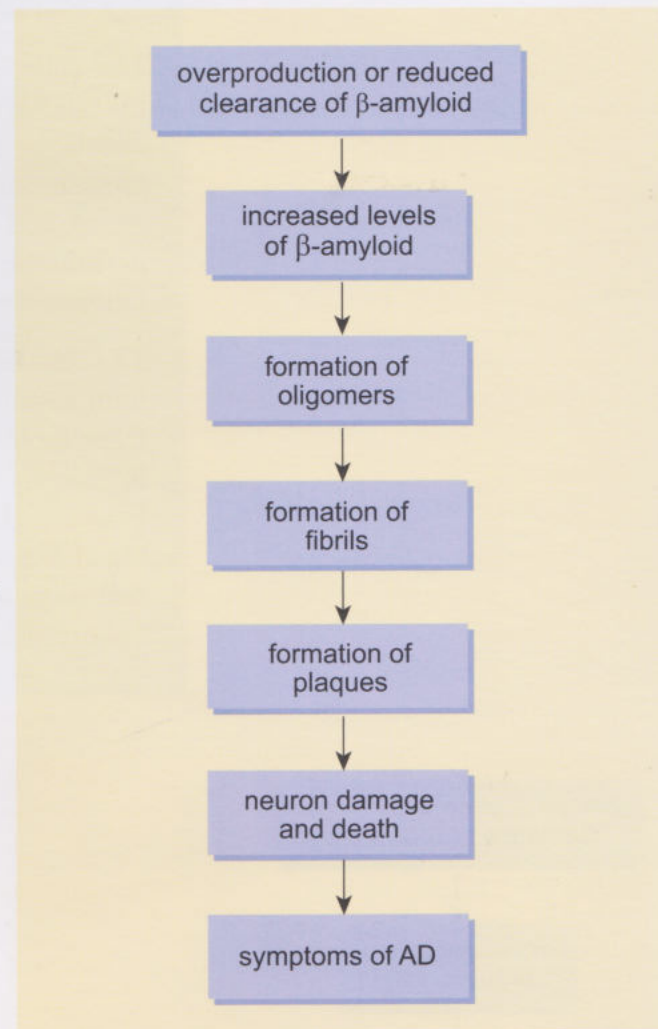 overproduction or reduced
clearance of β-amyloid
increased levels
of β-amyloid
formation of
oligomers
formation of
fibrils
formation of
plaques
neuron damage
and death
symptoms of AD